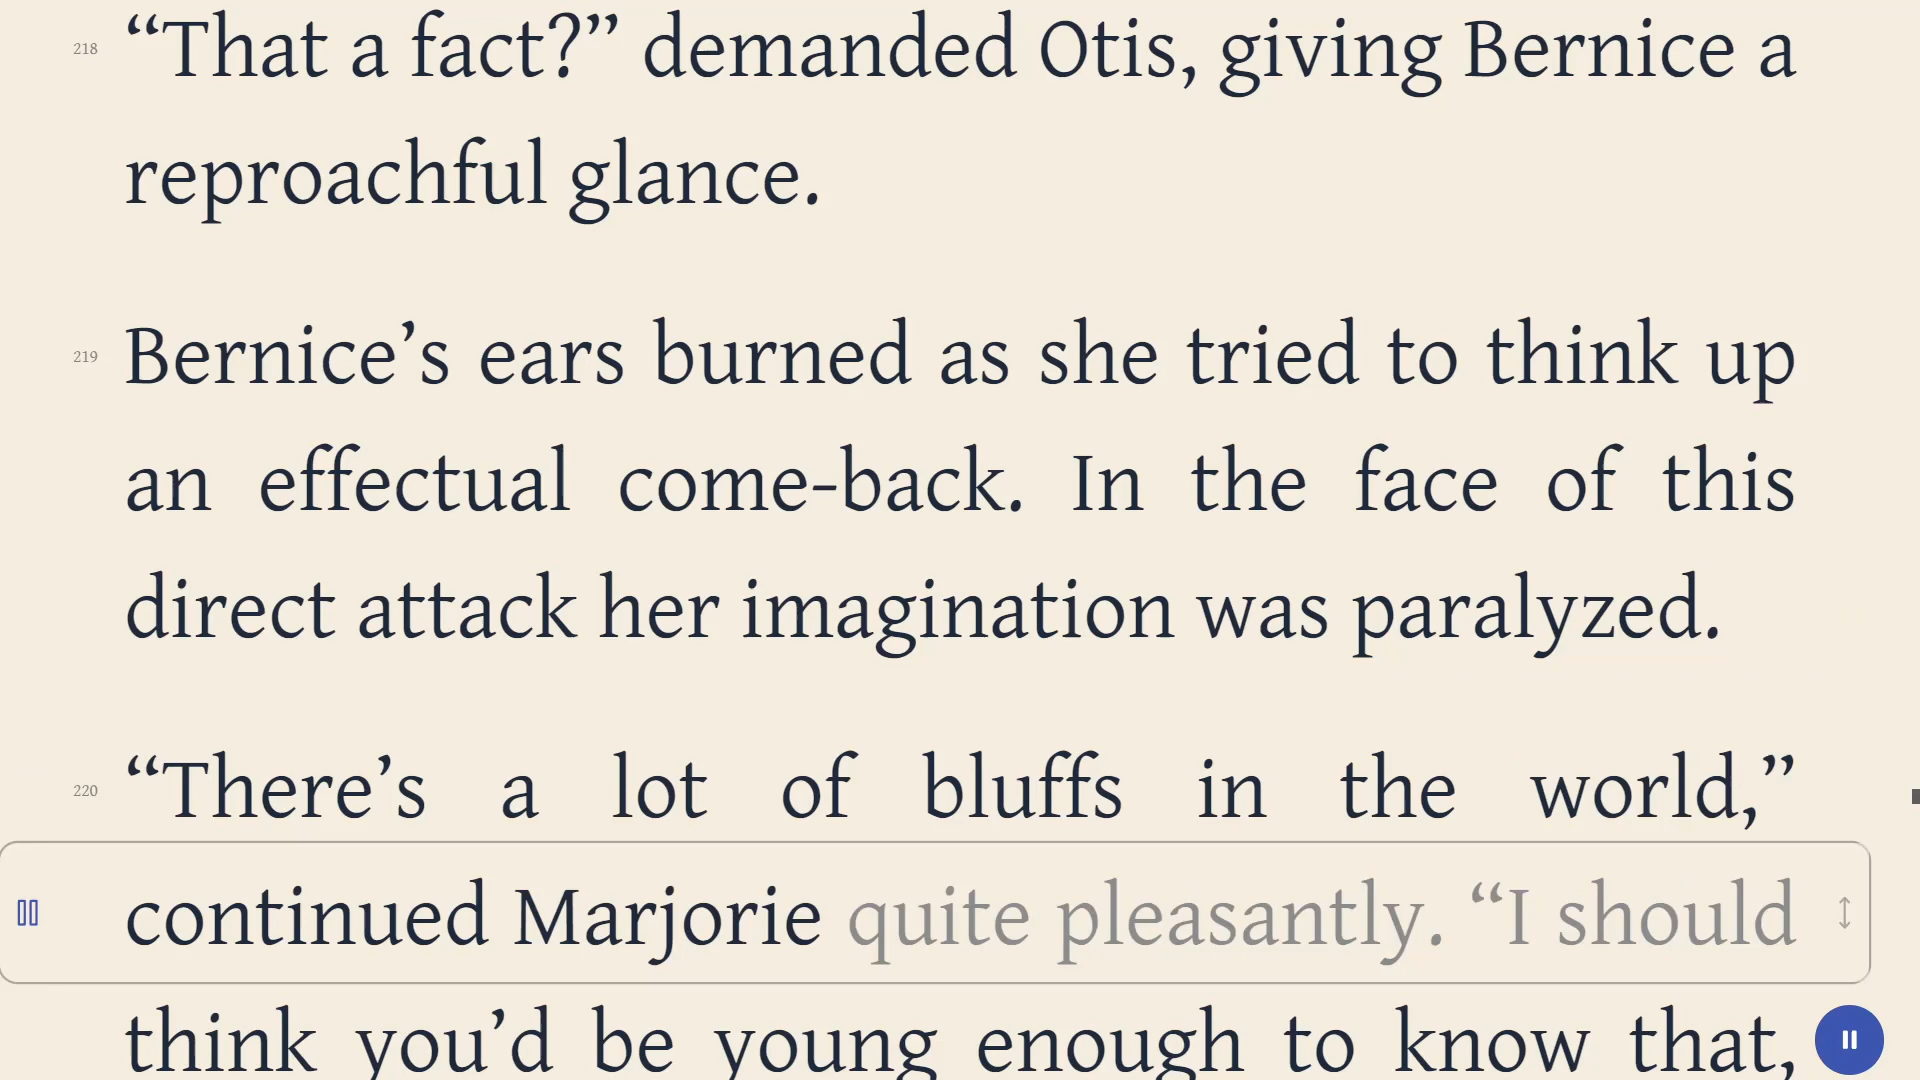 218
“That a fact?” demanded Otis, giving Bernice a
reproachful glance.
219
Bernice’s ears burned as she tried to think up
an effectual come-back. In the face of this
direct attack her imagination was paralyzed.
220
“There’s a lot of bluffs in the world,”
continued Marjorie quite pleasantly. “I should
think you’d be young enough to know that,